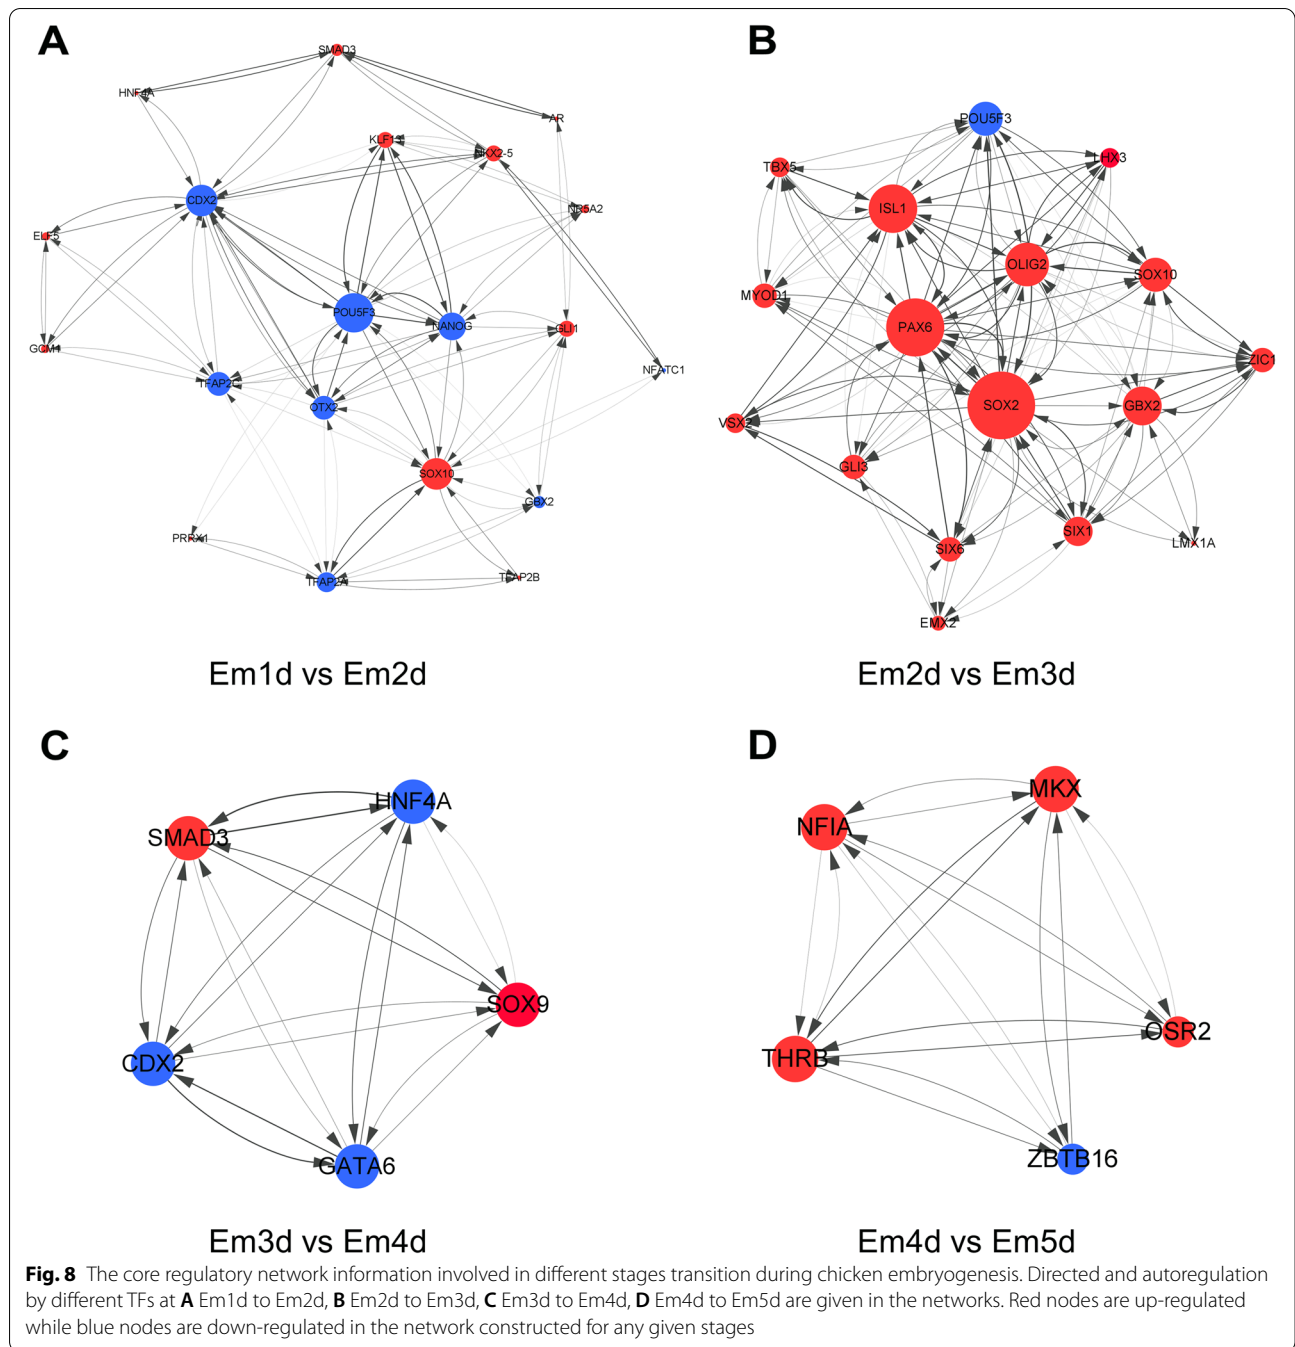 A
SMAD3
HNF4A
AR
KLF13
NKX2-5
CDX2
NR5A2
ELF5
POU5F3
NANOG
GLI1
GCM1
NFATC1
TFAP2C
OTX2
SOX10
GBX2
PRRX1
TFAP2A
TFAP2B
Em1d vs Em2d
B
POU5F3
LHX3
TBX5
ISL1
OLIG2
SOX10
MYOD1
PAX6
ZIC1
SOX2
GBX2
VSX2
GLI3
SIX1
LMX1A
SIX6
EMX2
Em2d vs Em3d
C
HNF4A
SMAD3
SOX9
CDX2
GATA6
Em3d vs Em4d
D
MKX
NFIA
OSR2
THRB
ZBTB16
Em4d vs Em5d
Fig. 8 The core regulatory network information involved in different stages transition during chicken embryogenesis. Directed and autoregulation
by different TFs at A Em1d to Em2d, B Em2d to Em3d, C Em3d to Em4d, D Em4d to Em5d are given in the networks. Red nodes are up-regulated
while blue nodes are down-regulated in the network constructed for any given stages